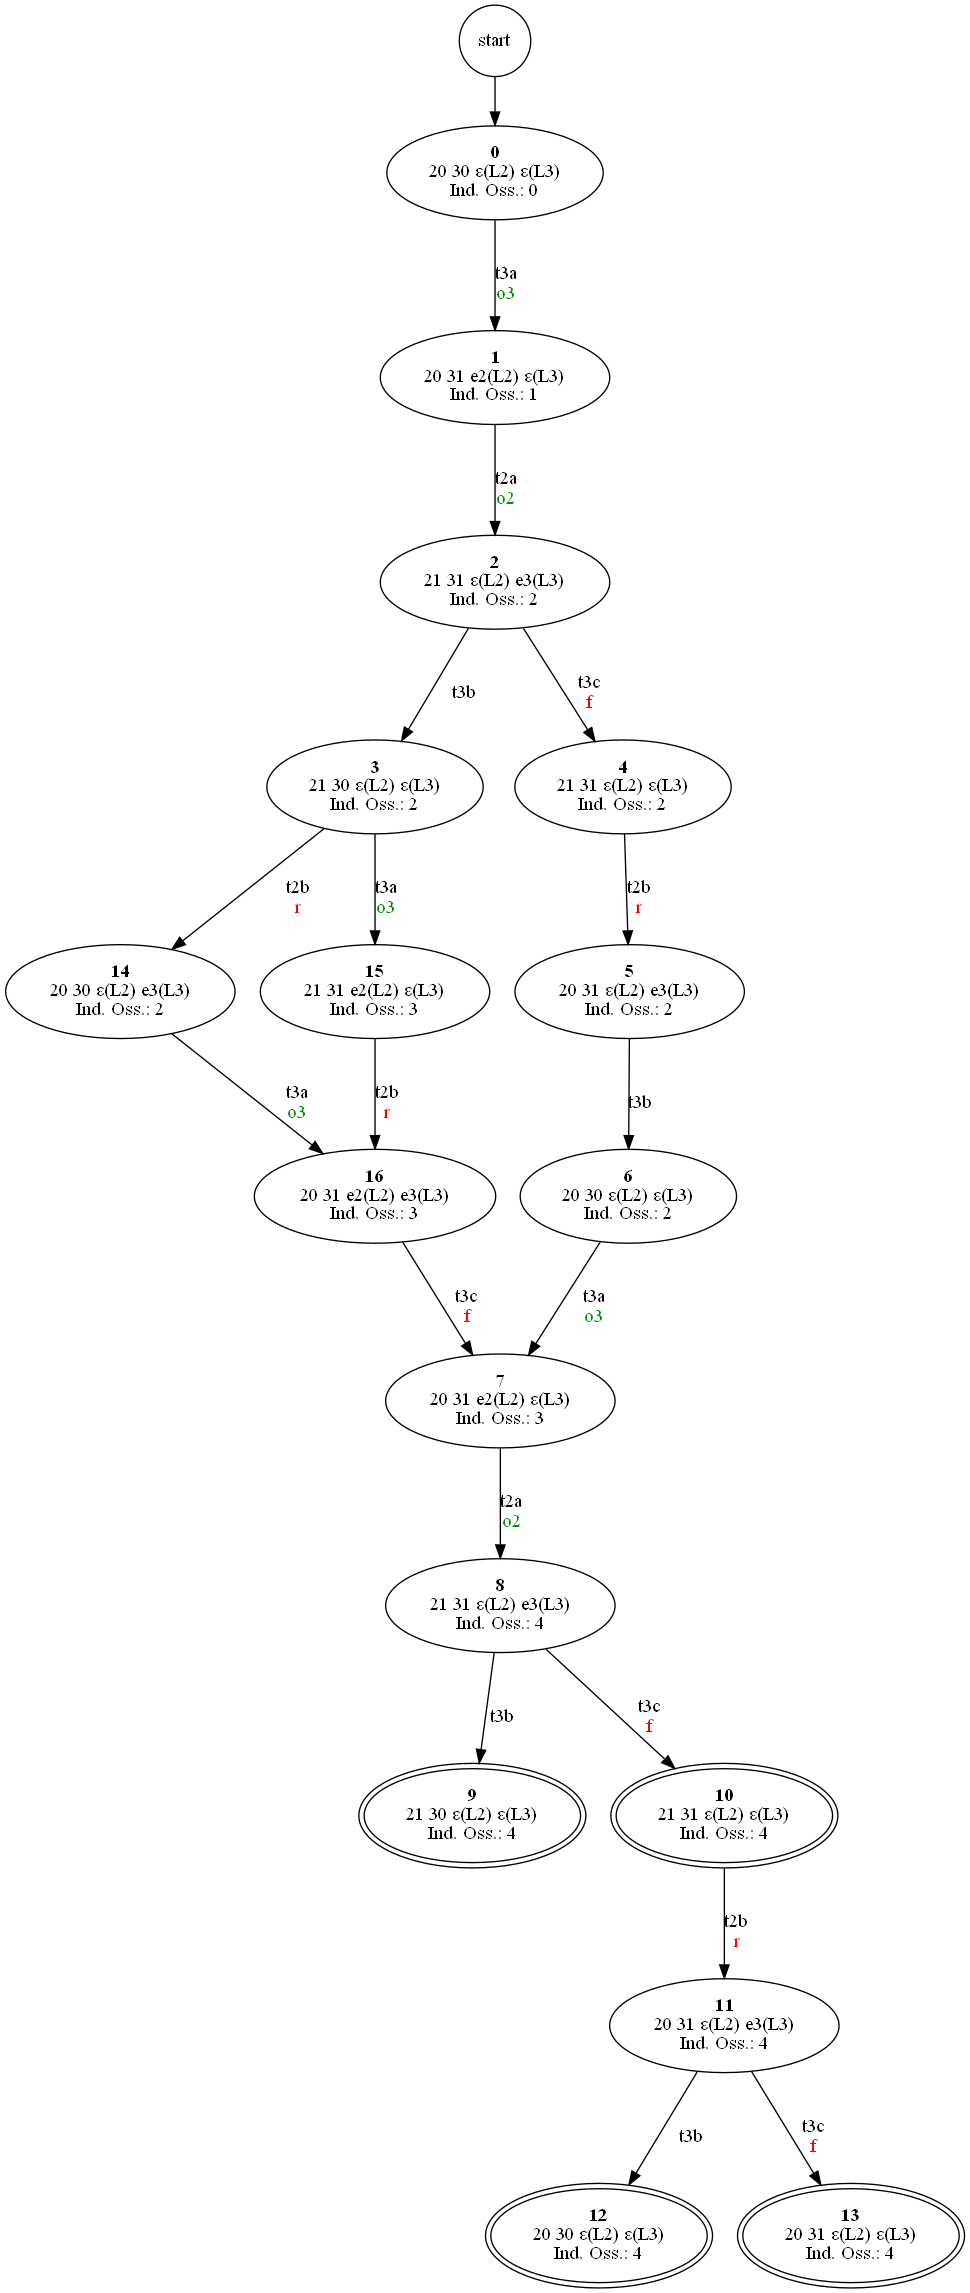 start
0
20 30 ε(L2) ε(L3)
Ind. Oss.: 0
t3a
o3
1
20 31 e2(L2) ε(L3)
Ind. Oss.: 1
t2a
o2
2
21 31 ε(L2) e3(L3)
Ind. Oss.: 2
t3b
t3c
f
3
21 30 ε(L2) ε(L3)
Ind. Oss.: 2
4
21 31 ε(L2) ε(L3)
Ind. Oss.: 2
t2b
r
t3a
o3
t2b
r
14
20 30 ε(L2) e3(L3)
Ind. Oss.: 2
15
21 31 e2(L2) ε(L3)
Ind. Oss.: 3
5
20 31 ε(L2) e3(L3)
Ind. Oss.: 2
t3a
o3
t2b
r
t3b
16
20 31 e2(L2) e3(L3)
Ind. Oss.: 3
6
20 30 ε(L2) ε(L3)
Ind. Oss.: 2
t3c
f
t3a
o3
7
20 31 e2(L2) ε(L3)
Ind. Oss.: 3
t2a
o2
8
21 31 ε(L2) e3(L3)
Ind. Oss.: 4
t3b
t3c
f
9
21 30 ε(L2) ε(L3)
Ind. Oss.: 4
10
21 31 ε(L2) ε(L3)
Ind. Oss.: 4
t2b
r
11
20 31 ε(L2) e3(L3)
Ind. Oss.: 4
t3b
t3c
f
12
20 30 ε(L2) ε(L3)
Ind. Oss.: 4
13
20 31 ε(L2) ε(L3)
Ind. Oss.: 4